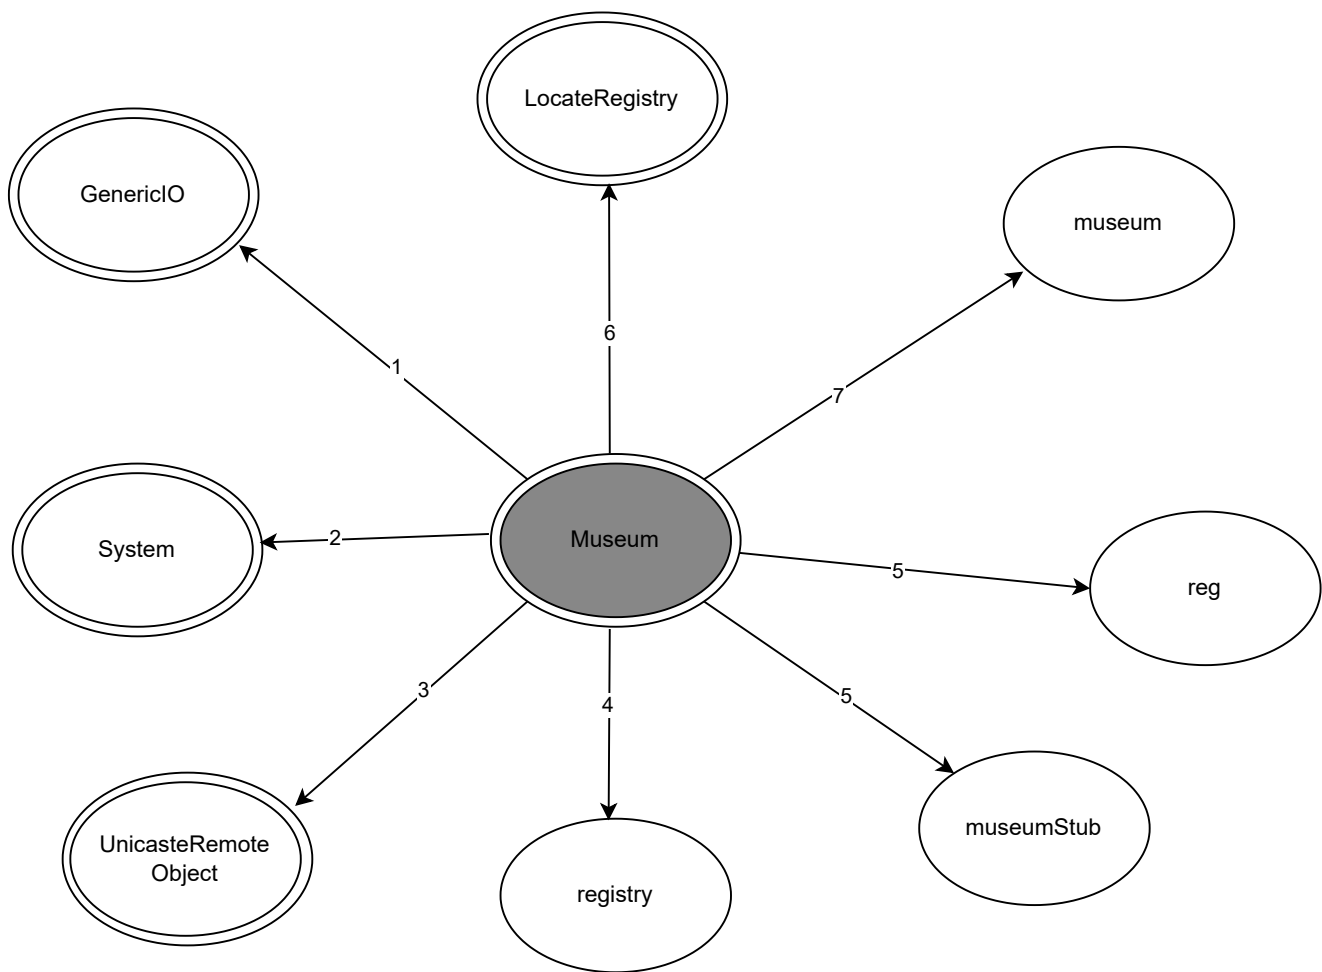 LocateRegistry
GenericIO
museum
6
1
7
Museum
System
2
5
reg
3
4
5
UnicasteRemote
Object
registry
museumStub